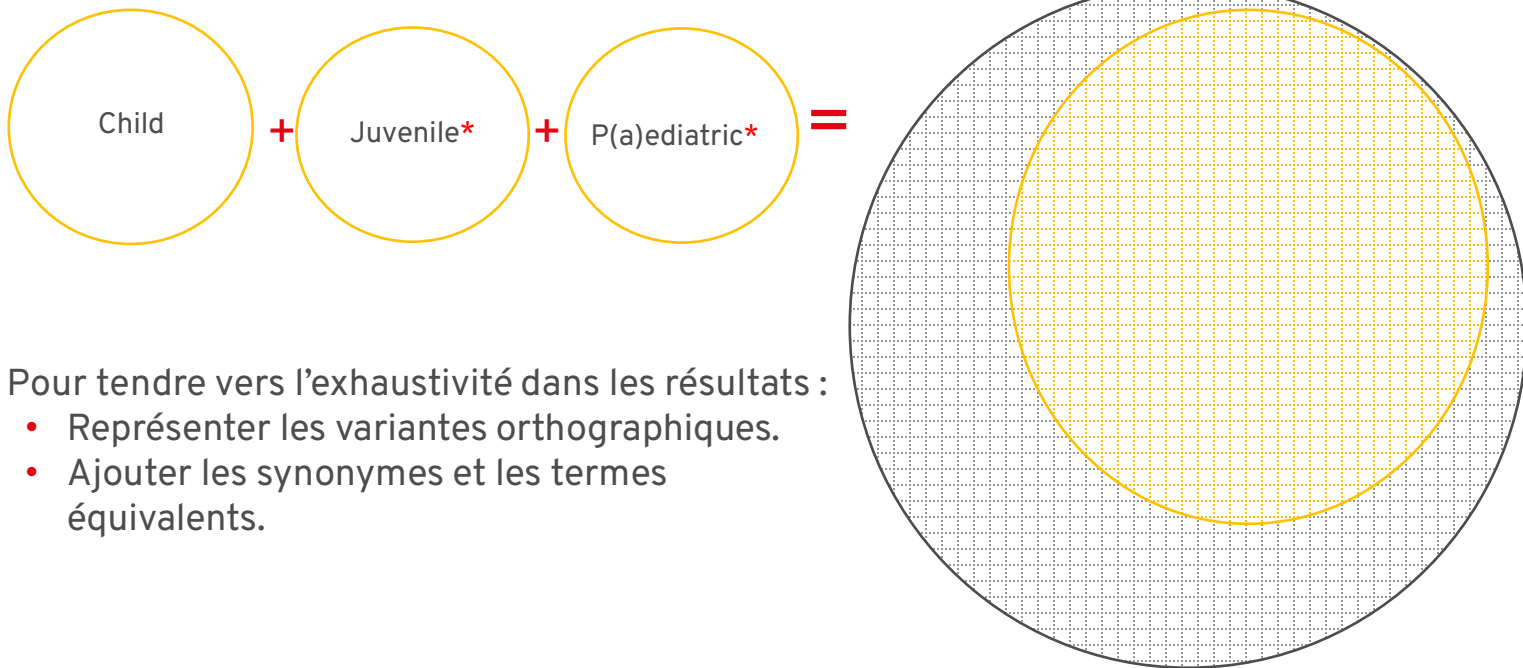 Child + Juvenile* + P(a)ediatric* =
Pour tendre vers l’exhaustivité dans les résultats :
• Représenter les variantes orthographiques.
• Ajouter les synonymes et les termes
équivalents.